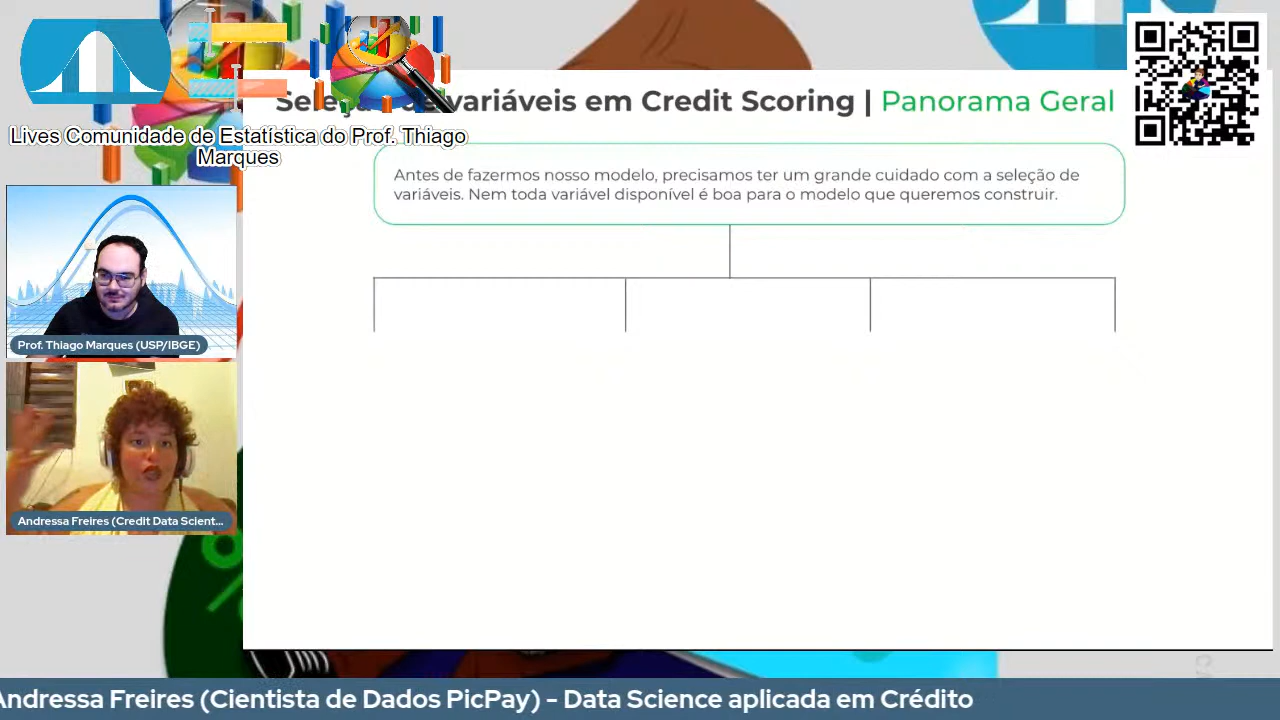 Seleção de variáveis em Credit Scoring | Panorama Geral
Lives Comunidade de Estatística do Prof. Thiago
Marques
Antes de fazermos nosso modelo, precisamos ter um grande cuidado com a seleção de
variáveis. Nem toda variável disponível é boa para o modelo que queremos construir.
Prof. Thiago Marques (USP/IBGE)
Andressa Freires (Credit Data Scient...
%
Andressa Freires (Cientista de Dados PicPay) - Data Science aplicada em Crédito